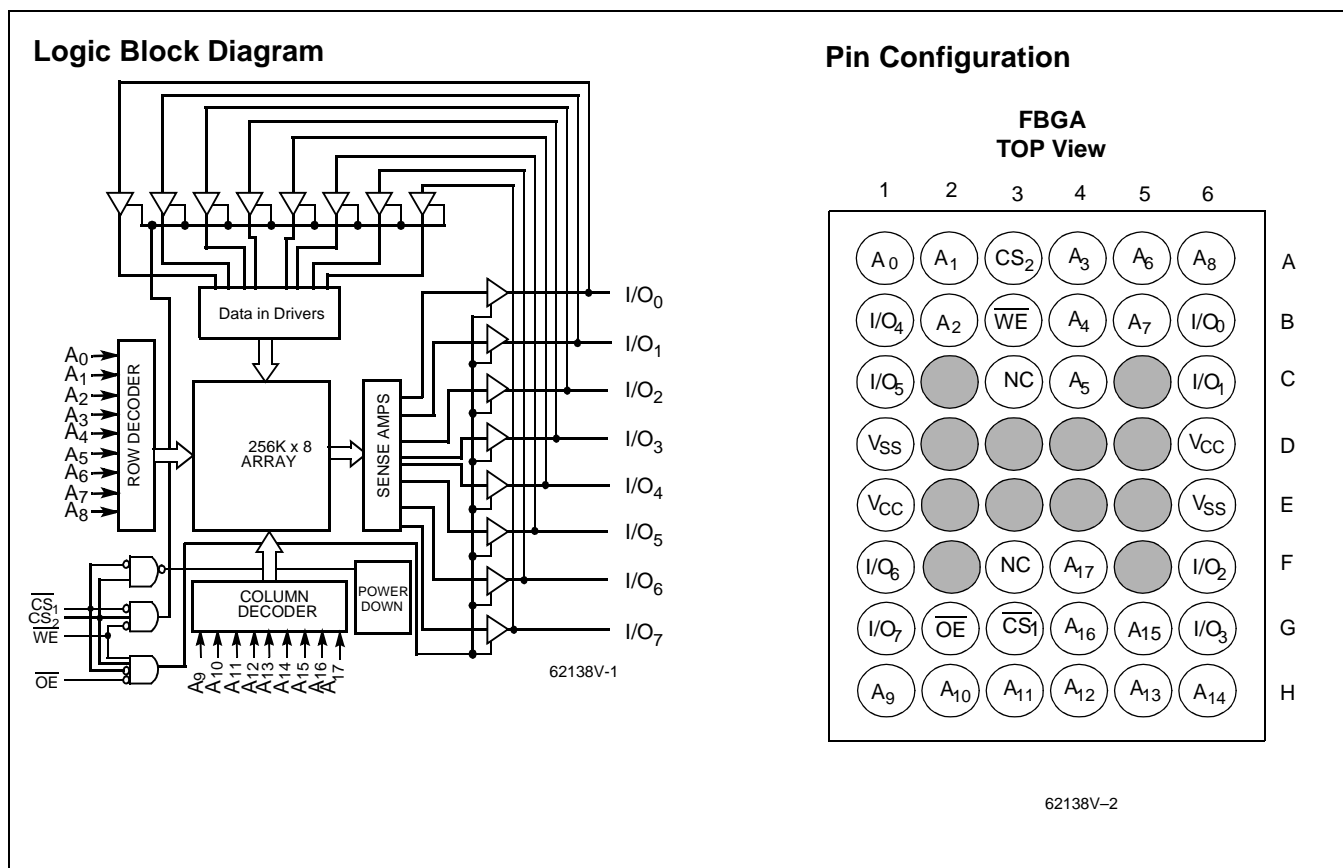 Logic Block Diagram
Data in Drivers
A0
A1
A2
A3
A4
A5
A6
A7
A8
ROW DECODER
256K x 8
ARRAY
SENSE AMPS
I/O0
I/O1
I/O2
I/O3
I/O4
I/O5
I/O6
I/O7
COLUMN
DECODER
POWER
DOWN
CS1
CS2
WE
OE
A9
A10
A11
A12
A13
A14
A15
A16
A17
62138V-1
Pin Configuration
FBGA
TOP View
1 2 3 4 5 6
A0 A1 CS2 A3 A6 A8 A
I/O4 A2 WE A4 A7 I/O0 B
I/O5 NC A5 I/O1 C
VSS VCC D
VCC VSS E
I/O6 NC A17 I/O2 F
I/O7 OE CS1 A16 A15 I/O3 G
A9 A10 A11 A12 A13 A14 H
62138V–2